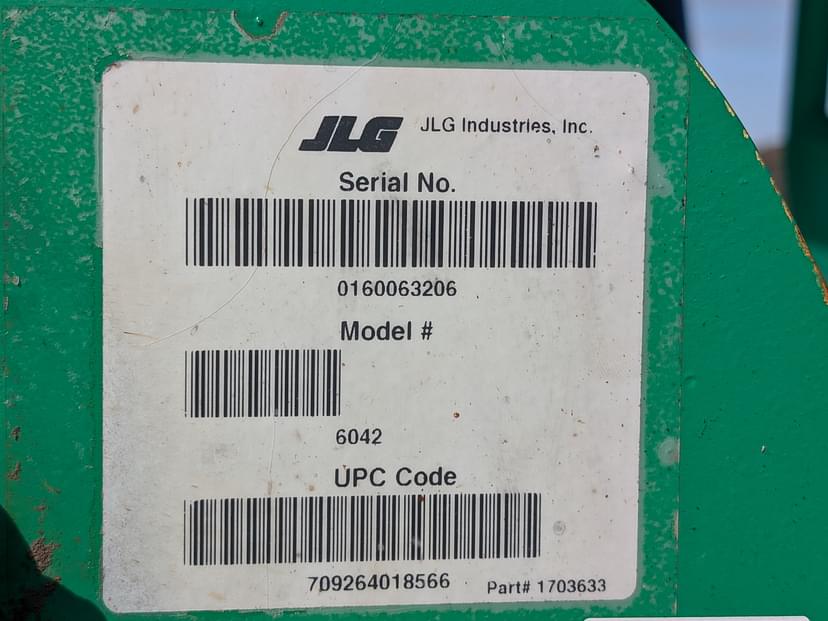 JLG JLG Industries, Inc.
Serial No.
0160063206
Model #
6042
UPC Code
709264018566 Part# 1703633